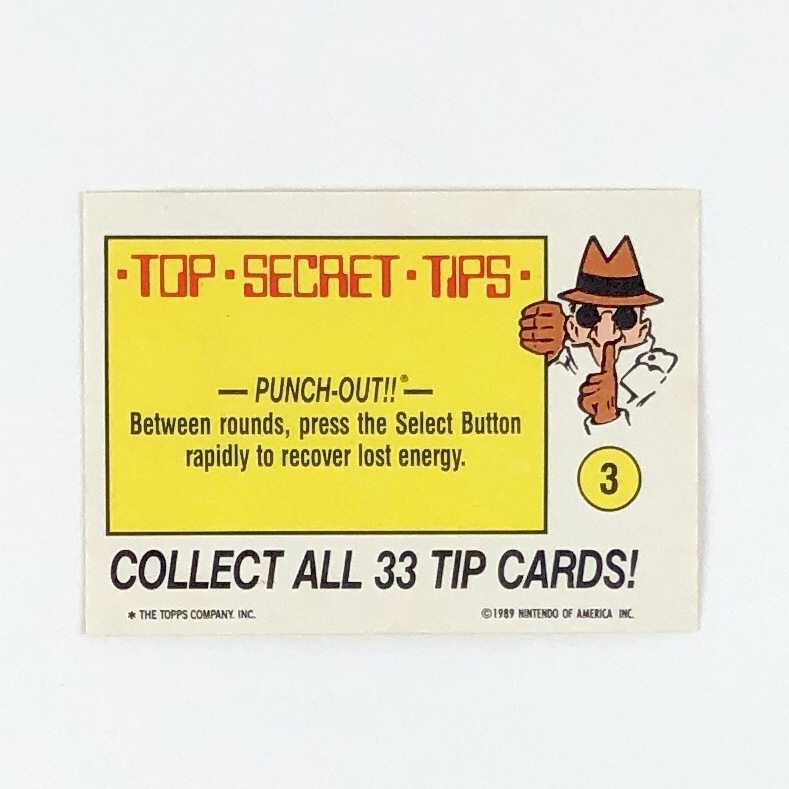 ·TOP·SECRET·TIPS·
— PUNCH-OUT!!® —
Between rounds, press the Select Button
rapidly to recover lost energy.
3
COLLECT ALL 33 TIP CARDS!
* THE TOPPS COMPANY. INC.
©1989 NINTENDO OF AMERICA INC.